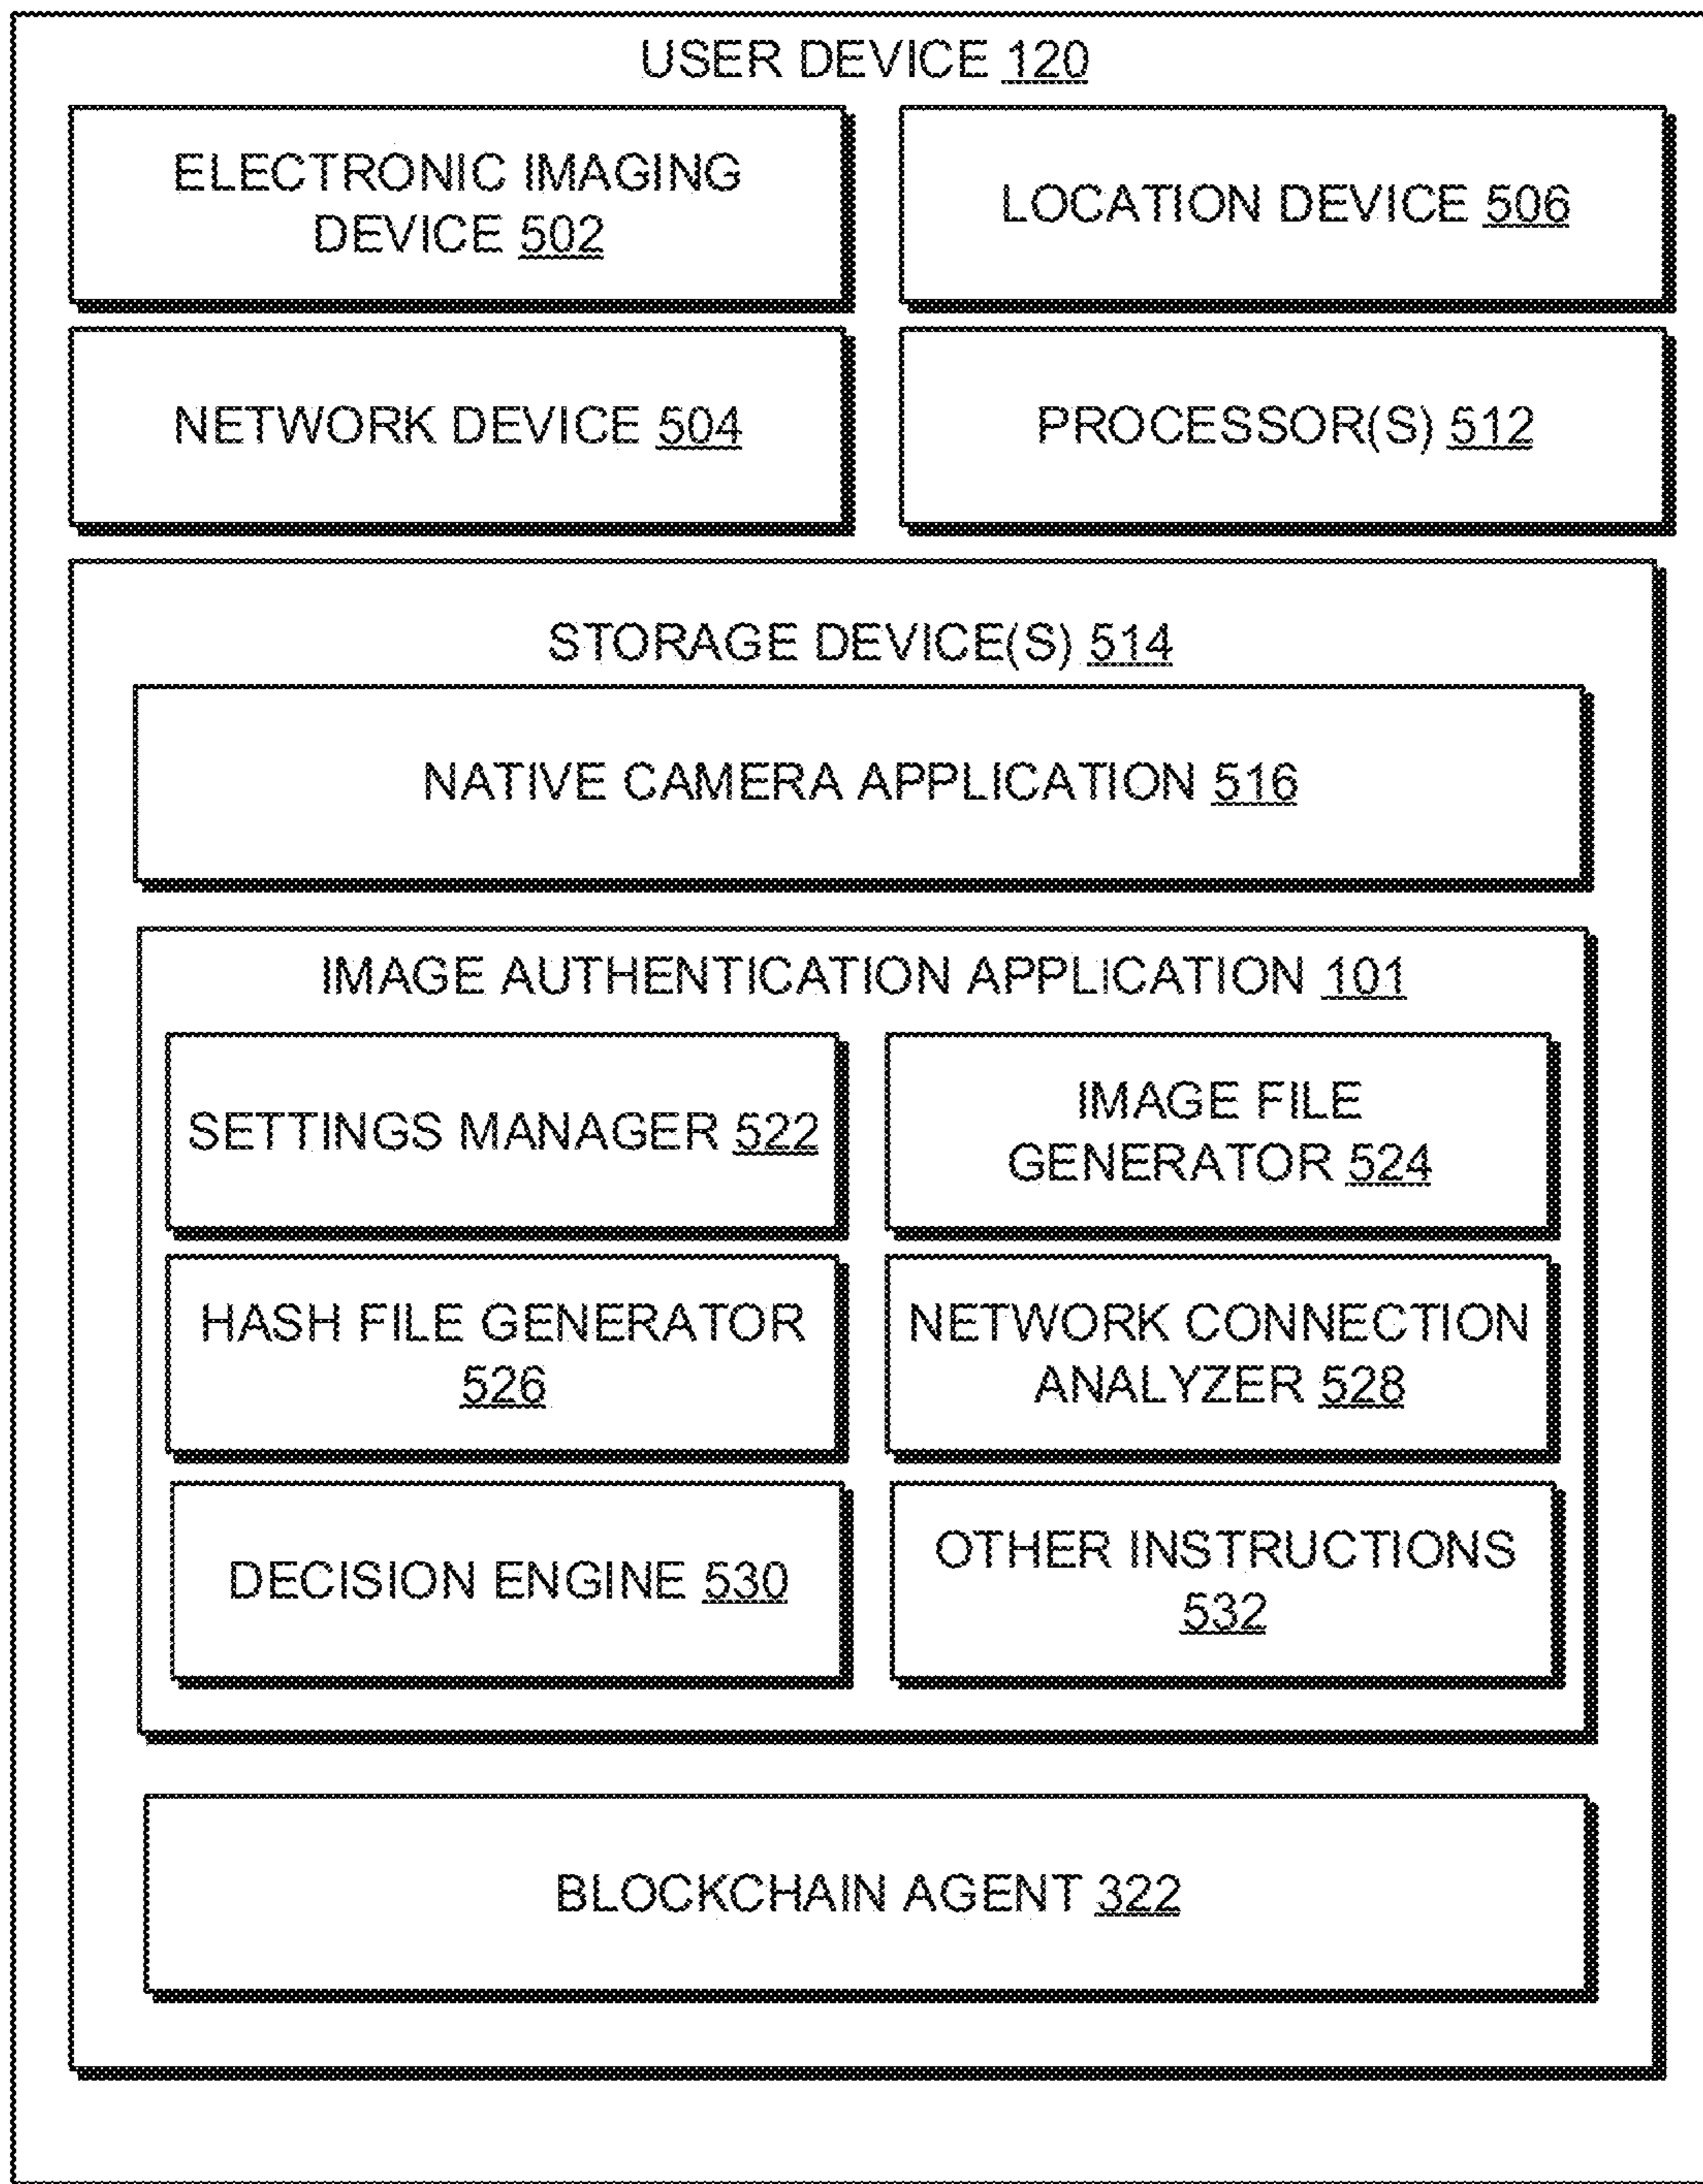 USER DEVICE 120
ELECTRONIC IMAGING
DEVICE 502
LOCATION DEVICE 506
NETWORK DEVICE 504
PROCESSOR(S) 512
STORAGE DEVICE(S) 514
NATIVE CAMERA APPLICATION 516
IMAGE AUTHENTICATION APPLICATION 101
SETTINGS MANAGER 522
IMAGE FILE
GENERATOR 524
HASH FILE GENERATOR
526
NETWORK CONNECTION
ANALYZER 528
DECISION ENGINE 530
OTHER INSTRUCTIONS
532
BLOCKCHAIN AGENT 322